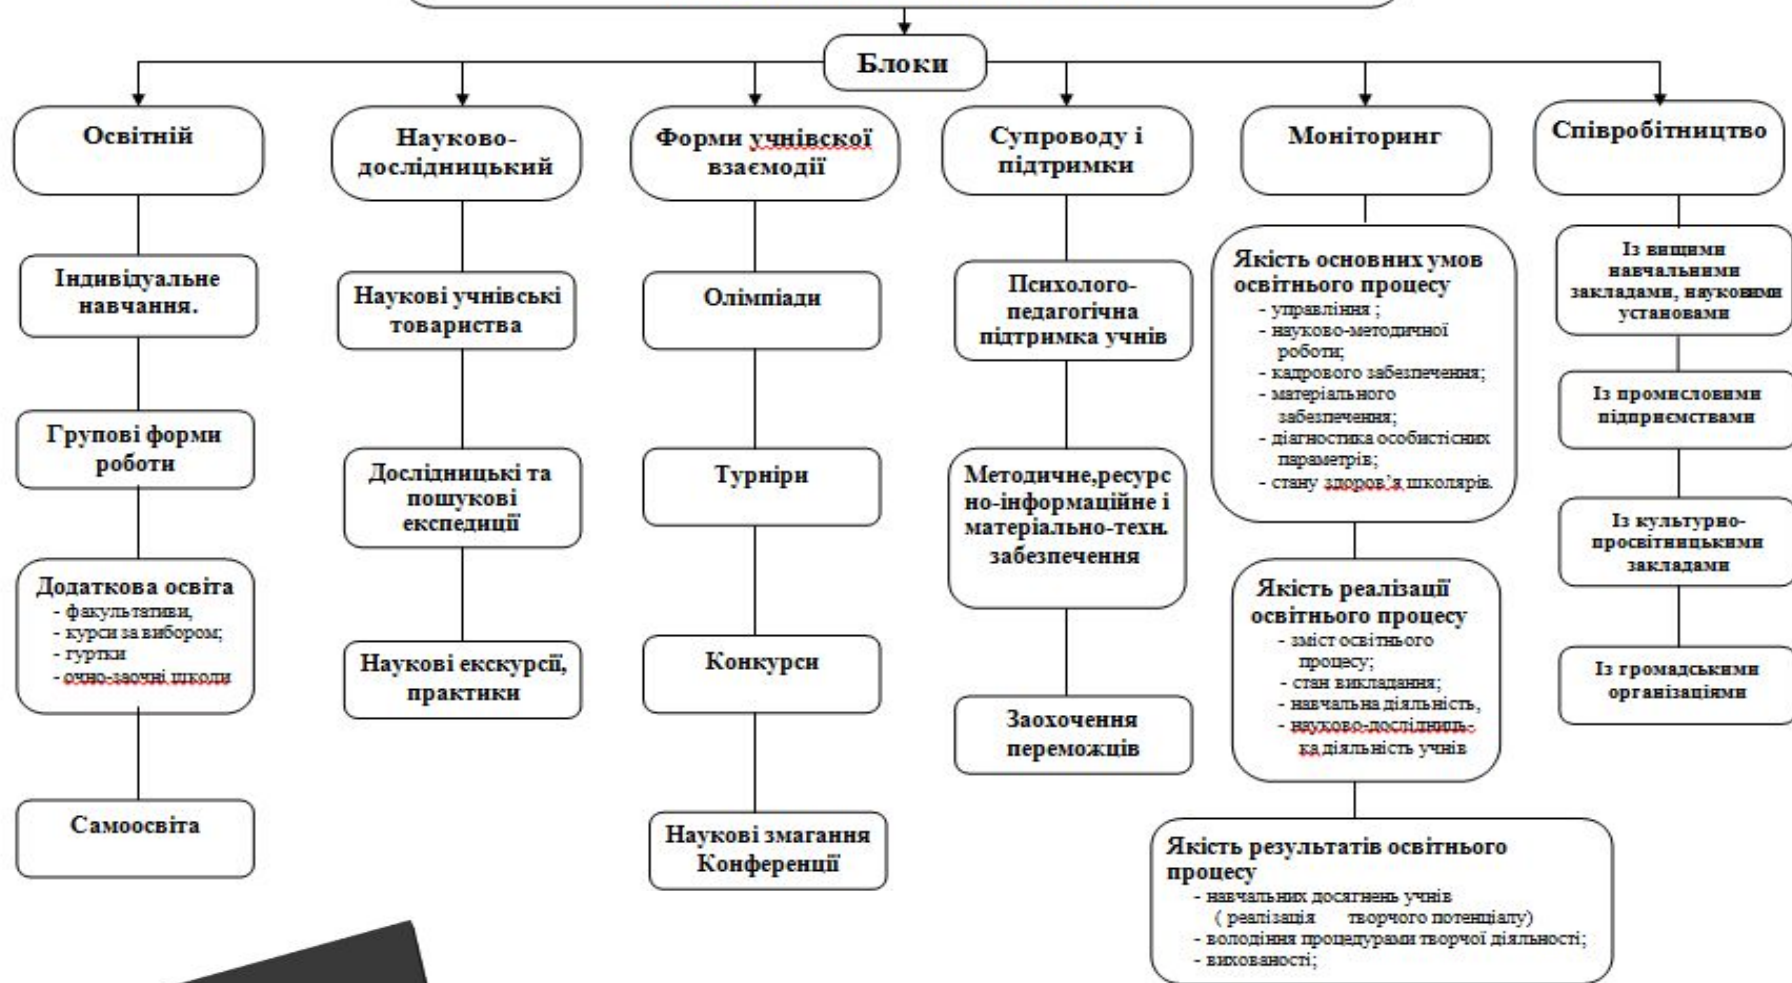 Блоки
Освітній
Індивідуальне
навчання.
Групові форми
роботи
Додаткова освіта
- факультативи,
- курси за вибором;
- гуртки
- очно-заочні школи
Самоосвіта
Науково-
дослідницький
Наукові учнівські
товариства
Дослідницькі та
пошукові
експедиції
Наукові екскурсії,
практики
Форми учнівскої
взаємодії
Олімпіади
Турніри
Конкурси
Наукові змагання
Конференції
Супроводу і
підтримки
Психолого-
педагогічна
підтримка учнів
Методичне,ресурс
но-інформаційне і
матеріально-техн.
забезпечення
Заохочення
переможців
Моніторинг
Якість основних умов
освітнього процесу
- управління ;
- науково-методичної
роботи;
- кадрового забезпечення;
- матеріального
забезпечення;
- діагностика особистісних
параметрів;
- стану здоров’я школярів.
Якість реалізації
освітнього процесу
- зміст освітнього
процесу;
- стан викладання;
- навчальна діяльність,
- науково-дослідниць-
ка діяльність учнів
Якість результатів освітнього
процесу
- навчальних досягнень учнів
( реалізація творчого потенціалу)
- володіння процедурами творчої діяльності;
- вихованості;
Співробітництво
Із вищими
навчальними
закладами, науковими
установами
Із промисловими
підприємствами
Із культурно-
просвітницькими
закладами
Із громадськими
організаціями